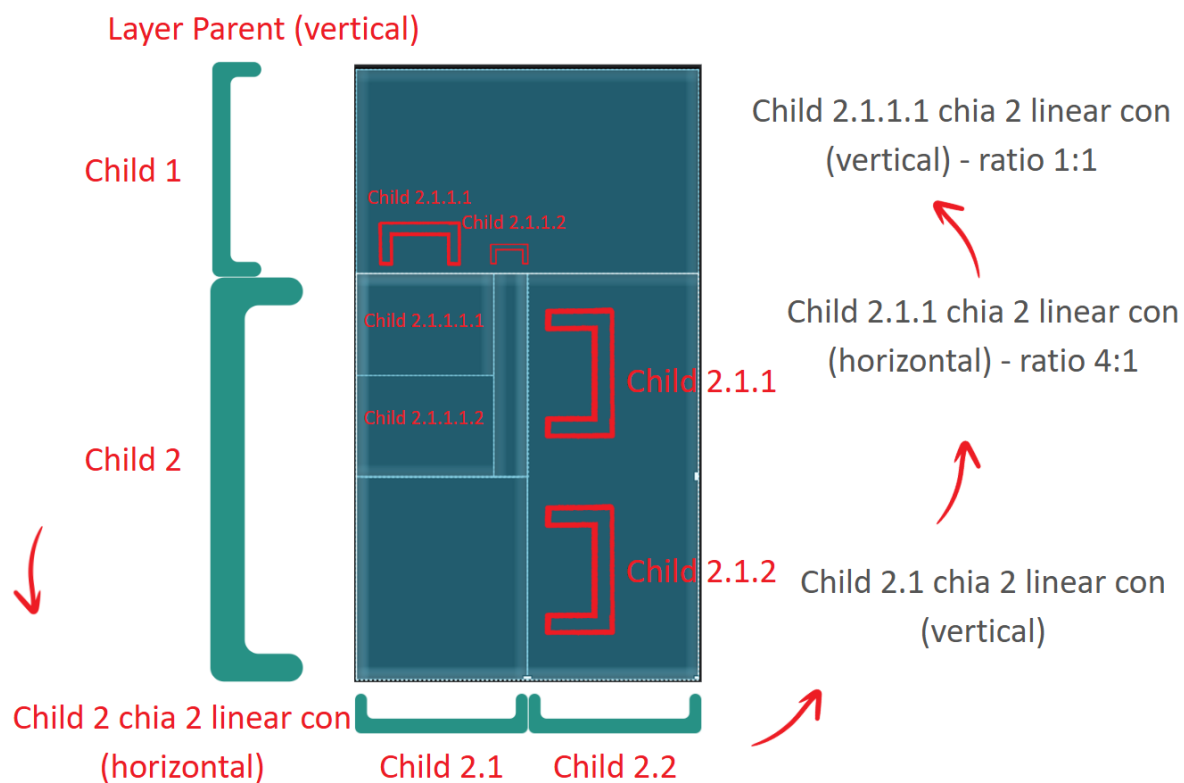 Layer Parent (vertical)
Child 1
Child 2
Child 2 chia 2 linear con
(horizontal)
Child 2.1.1.1
Child 2.1.1.2
Child 2.1.1.1.1
Child 2.1.1.1.2
Child 2.1.1
Child 2.1.2
Child 2.1
Child 2.2
Child 2.1.1.1 chia 2 linear con
(vertical) - ratio 1:1
Child 2.1.1 chia 2 linear con
(horizontal) - ratio 4:1
Child 2.1 chia 2 linear con
(vertical)